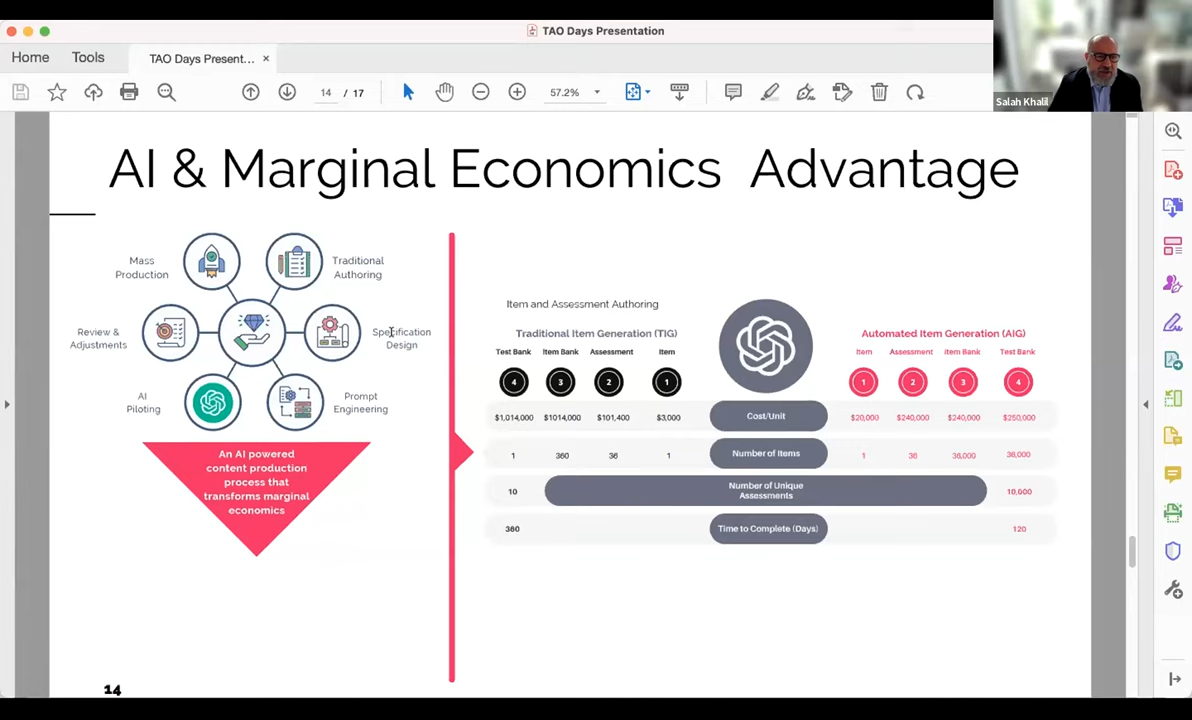 TAO Days Presentation
Home
Tools
TAO Days Present... ×
14 / 17
57.2%
Salah Khalil
AI & Marginal Economics Advantage
Mass
Production
Traditional
Authoring
Review &
Adjustments
Specification
Design
AI
Piloting
Prompt
Engineering
An AI powered
content production
process that
transforms marginal
economics
Item and Assessment Authoring
Traditional Item Generation (TIG)
Automated Item Generation (AIG)
Test Bank Item Bank Assessment Item
Item Assessment Item Bank Test Bank
4 3 2 1
1 2 3 4
$1,014,000 $1014,000 $101,400 $3,000 Cost/Unit $20,000 $240,000 $240,000 $250,000
1 360 36 1 Number of Items 1 36 36,000 36,000
10 Number of Unique
Assessments 10,000
360 Time to Complete (Days) 120
14